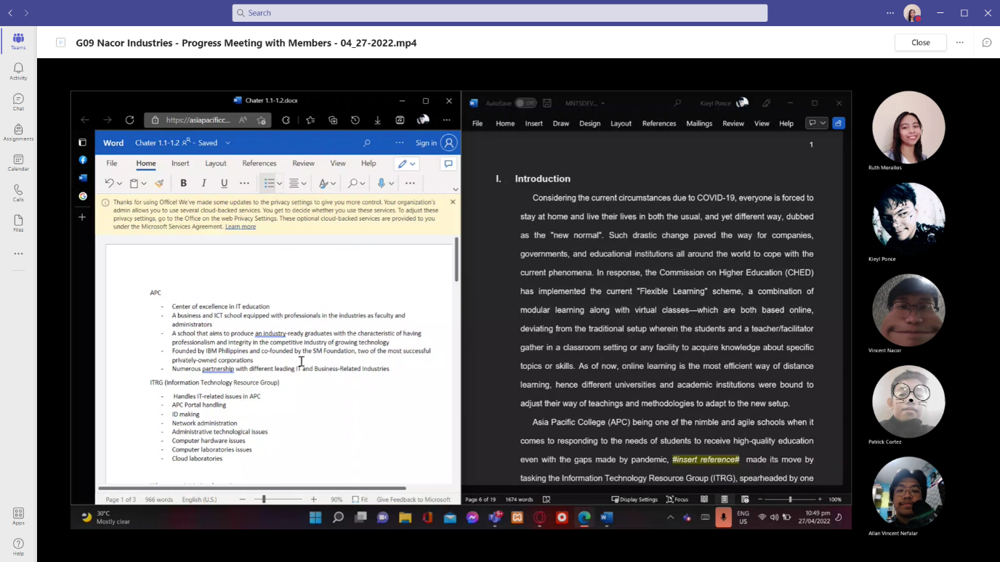 Search
Teams
Activity
Chat
Assignments
Calendar
Calls
Files
Apps
Help
G09 Nacor Industries - Progress Meeting with Members - 04_27-2022.mp4
Close
Chater 1.1-1.2.docx
https://asiapacificc...
Word
Chater 1.1-1.2
- Saved
Sign in
File
Home
Insert
Layout
References
Review
View
Help
B
I
U
Thanks for using Office! We've made some updates to the privacy settings to give you more control. Your organization's
admin allows you to use several cloud-backed services. You get to decide whether you use these services. To adjust these
privacy settings, go to the Office on the web Privacy Settings. These optional cloud-backed services are provided to you
under the Microsoft Services Agreement. Learn more
APC
- Center of excellence in IT education
- A business and ICT school equipped with professionals in the industries as faculty and
administrators
- A school that aims to produce an industry-ready graduates with the characteristic of having
professionalism and integrity in the competitive industry of growing technology
- Founded by IBM Philippines and co-founded by the SM Foundation, two of the most successful
privately-owned corporations
- Numerous partnership with different leading IT and Business-Related Industries
ITRG (Information Technology Resource Group)
- Handles IT-related issues in APC
- APC Portal handling
- ID making
- Network administration
- Administrative technological issues
- Computer hardware issues
- Computer laboratories issues
- Cloud laboratories
Page 1 of 3
966 words
English (U.S.)
90%
Fit
Give Feedback to Microsoft
AutoSave
Off
MNTSDEV...
Kieyl Ponce
File
Home
Insert
Draw
Design
Layout
References
Mailings
Review
View
Help
1
I. Introduction
Considering the current circumstances due to COVID-19, everyone is forced to
stay at home and live their lives in both the usual, and yet different way, dubbed
as the "new normal". Such drastic change paved the way for companies,
governments, and educational institutions all around the world to cope with the
current phenomena. In response, the Commission on Higher Education (CHED)
has implemented the current "Flexible Learning" scheme, a combination of
modular learning along with virtual classes—which are both based online,
deviating from the traditional setup wherein the students and a teacher/facilitator
gather in a classroom setting or any facility to acquire knowledge about specific
topics or skills. As of now, online learning is the most efficient way of distance
learning, hence different universities and academic institutions were bound to
adjust their way of teachings and methodologies to adapt to the new setup.
Asia Pacific College (APC) being one of the nimble and agile schools when it
comes to responding to the needs of students to receive high-quality education
even with the gaps made by pandemic, #insert reference# made its move by
tasking the Information Technology Resource Group (ITRG), spearheaded by one
Page 6 of 19
1674 words
Display Settings
Focus
100%
30°C
Mostly clear
ENG
US
10:49 pm
27/04/2022
Ruth Morallos
Kieyl Ponce
Vincent Nacor
Patrick Cortez
Allan Vincent Nefalar